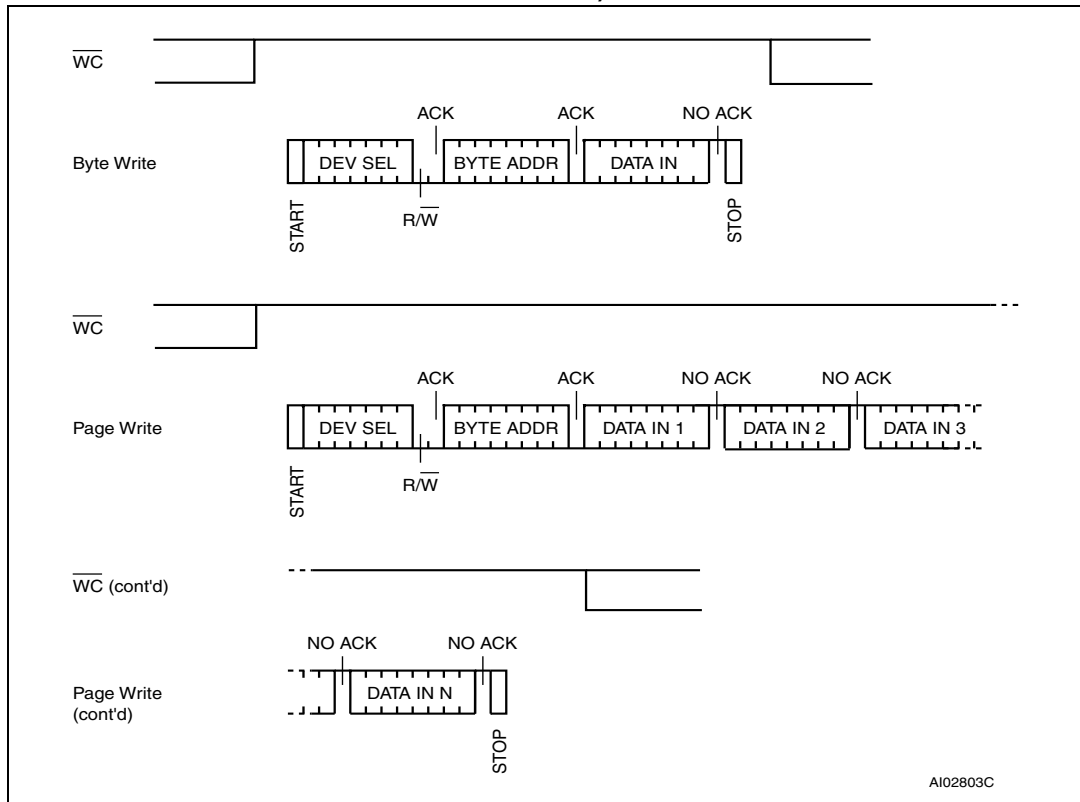 WC
ACK ACK NO ACK
Byte Write DEV SEL BYTE ADDR DATA IN
R/W
START STOP
WC
ACK ACK NO ACK NO ACK
Page Write DEV SEL BYTE ADDR DATA IN 1 DATA IN 2 DATA IN 3
R/W
START
WC (cont'd)
NO ACK NO ACK
Page Write DATA IN N
(cont'd)
STOP
AI02803C